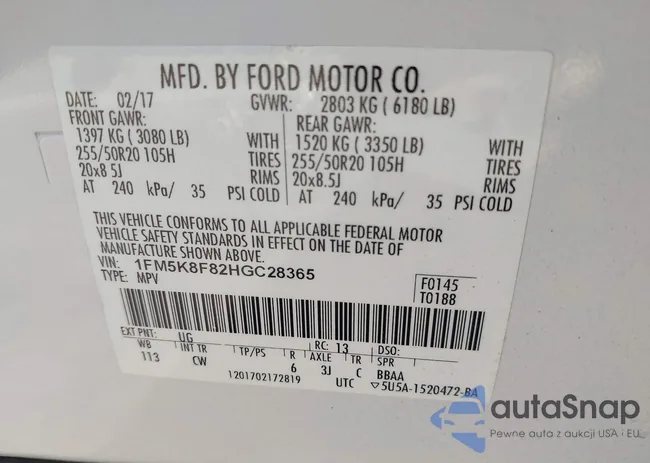 MFD. BY FORD MOTOR CO.
DATE: 02/17 GVWR: 2803 KG ( 6180 LB)
FRONT GAWR: REAR GAWR:
1397 KG ( 3080 LB) WITH 1520 KG ( 3350 LB) WITH
255/50R20 105H TIRES 255/50R20 105H TIRES
20x8.5J RIMS 20x8.5J RIMS
AT 240 kPa/ 35 PSI COLD AT 240 kPa/ 35 PSI COLD
THIS VEHICLE CONFORMS TO ALL APPLICABLE FEDERAL MOTOR
VEHICLE SAFETY STANDARDS IN EFFECT ON THE DATE OF
MANUFACTURE SHOWN ABOVE.
VIN: 1FM5K8F82HGC28365 F0145
TYPE: MPV T0188
EXT PNT: UG RC: 13 DSO:
WB INT TR TP/PS R AXLE TR SPR
113 CW 6 3J C BBAA
1201702172819 UTC ▽5U5A-1520472-BA
autaSnap
Pewne auta z aukcji USA i EU